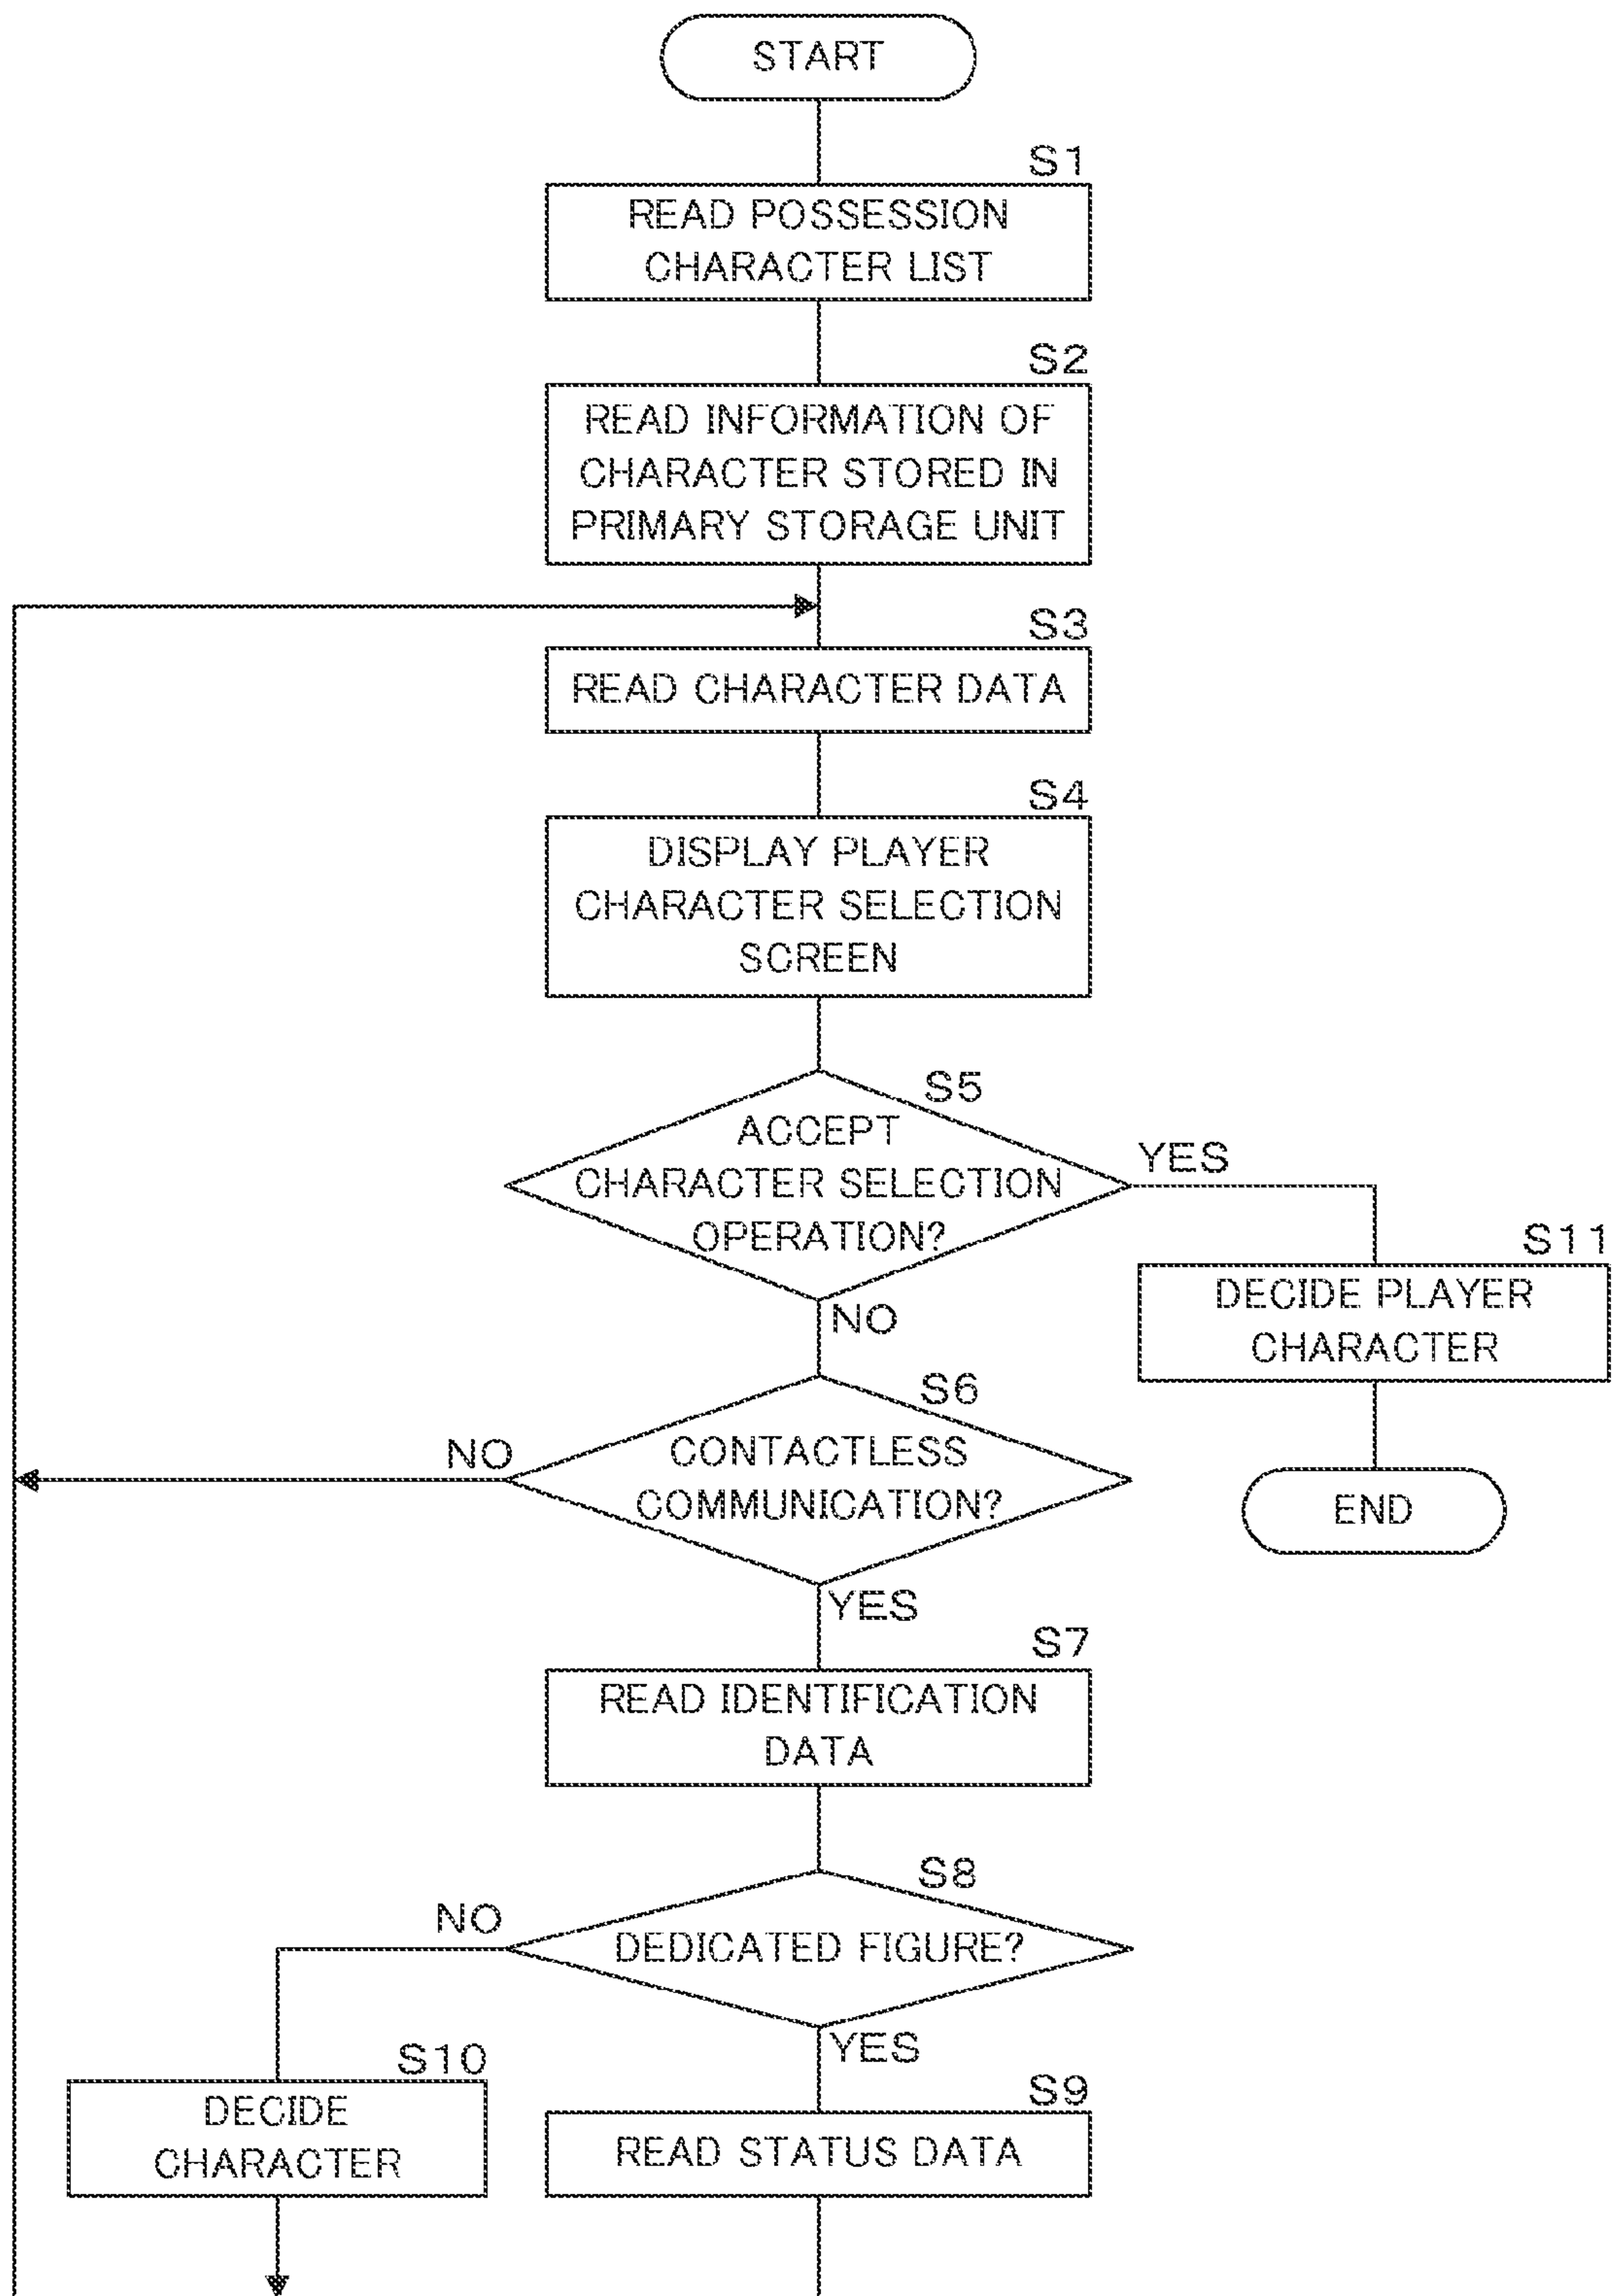 START
S1
READ POSSESSION
CHARACTER LIST
S2
READ INFORMATION OF
CHARACTER STORED IN
PRIMARY STORAGE UNIT
S3
READ CHARACTER DATA
S4
DISPLAY PLAYER
CHARACTER SELECTION
SCREEN
S5
ACCEPT
CHARACTER SELECTION
OPERATION?
YES
S11
DECIDE PLAYER
CHARACTER
END
NO
S6
CONTACTLESS
COMMUNICATION?
NO
YES
S7
READ IDENTIFICATION
DATA
S8
DEDICATED FIGURE?
NO
YES
S10
DECIDE
CHARACTER
S9
READ STATUS DATA